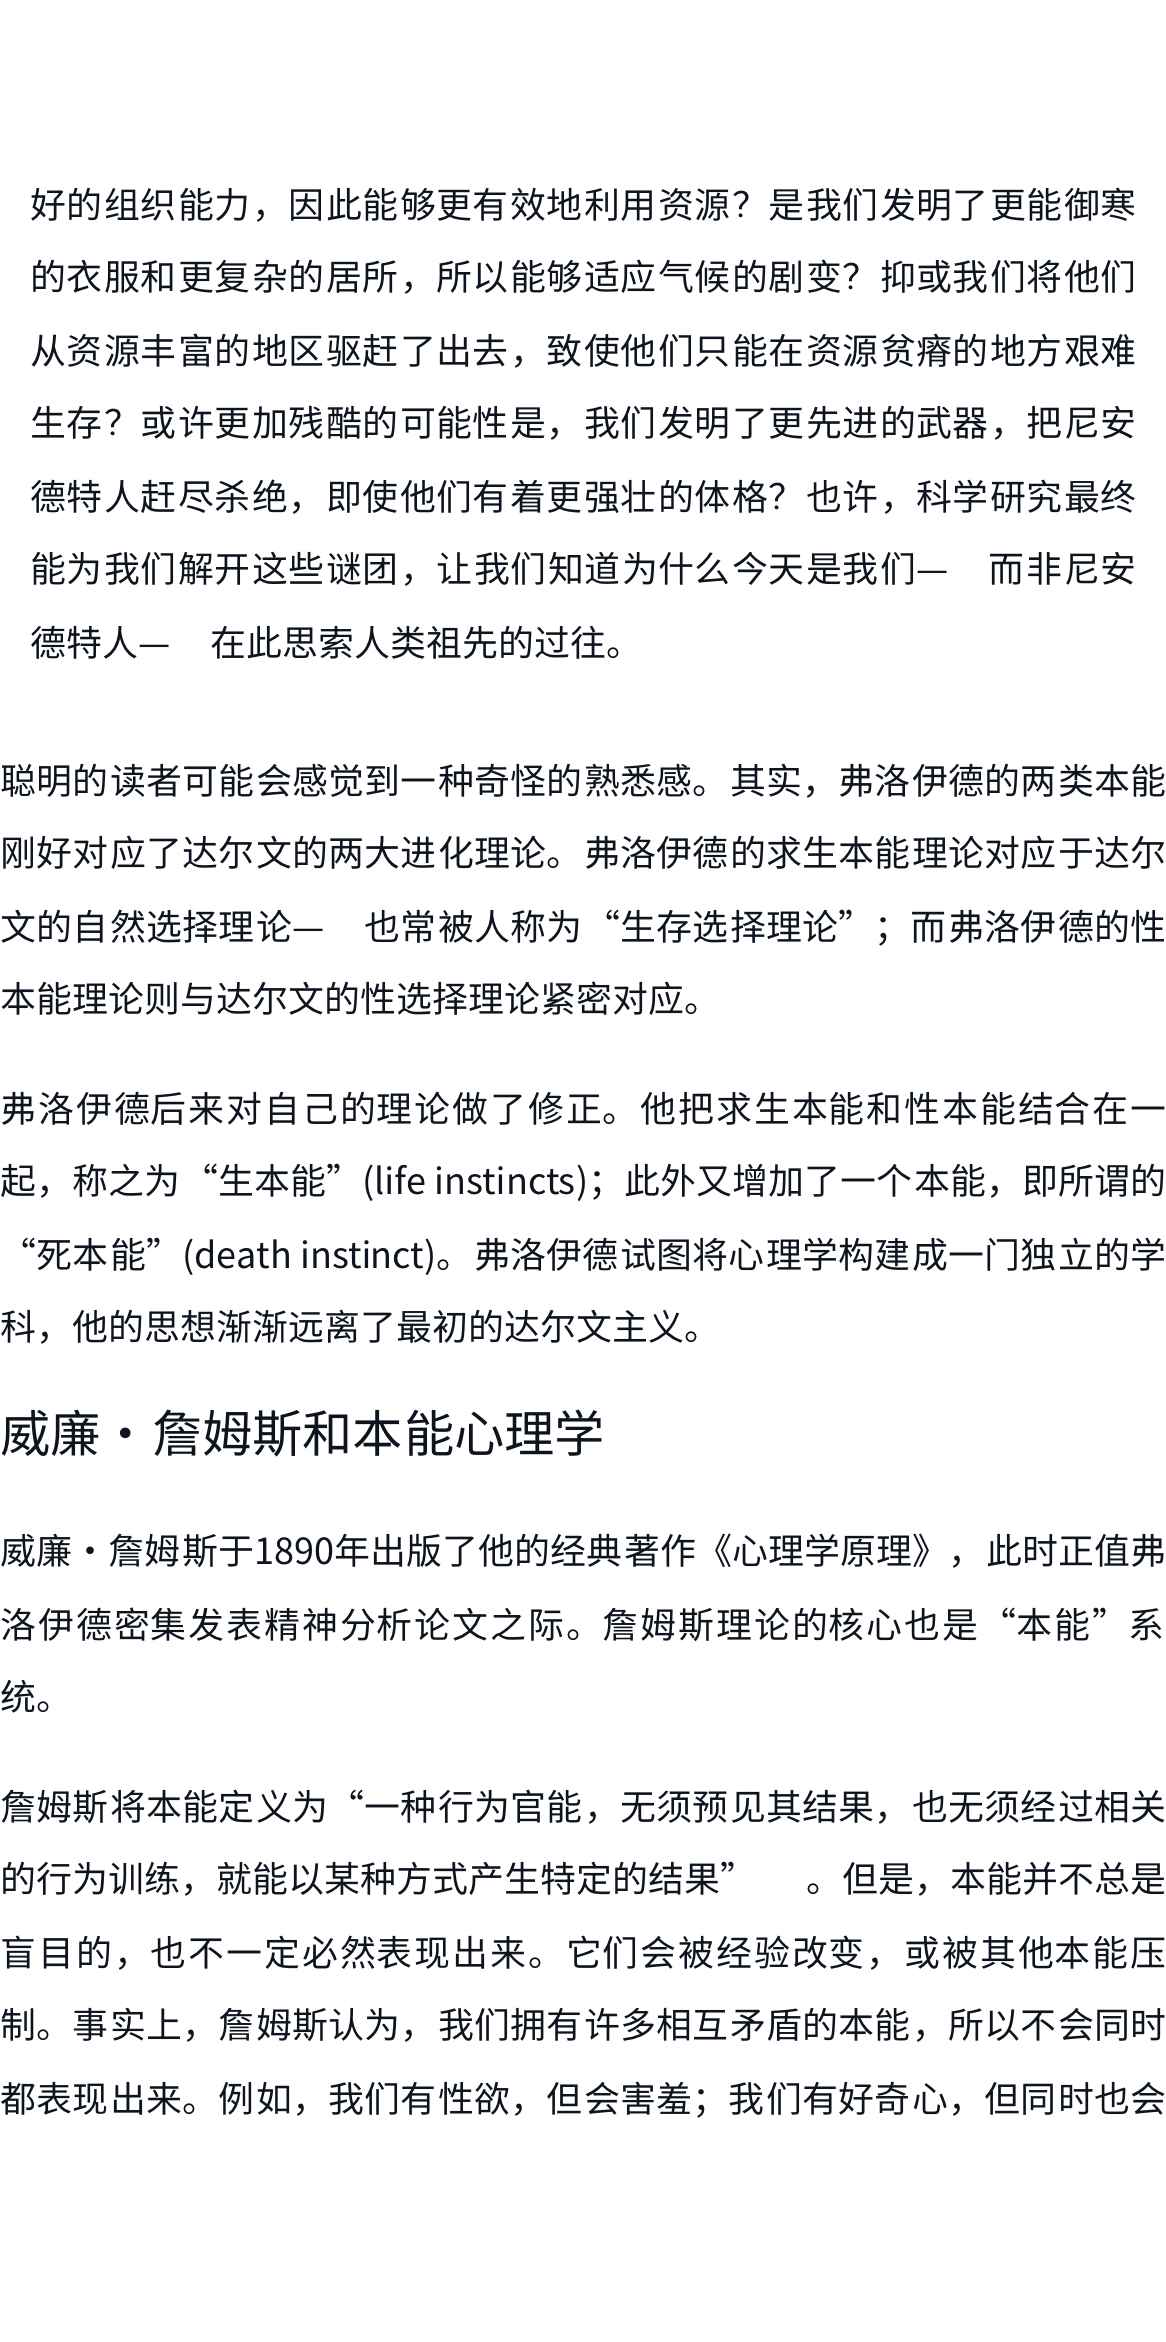 好的组织能力，因此能够更有效地利用资源？是我们发明了更能御寒
的衣服和更复杂的居所，所以能够适应气候的剧变？抑或我们将他们
从资源丰富的地区驱赶了出去，致使他们只能在资源贫瘠的地方艰难
生存？或许更加残酷的可能性是，我们发明了更先进的武器，把尼安
德特人赶尽杀绝，即使他们有着更强壮的体格？也许，科学研究最终
能为我们解开这些谜团，让我们知道为什么今天是我们— 而非尼安
德特人— 在此思索人类祖先的过往。
聪明的读者可能会感觉到一种奇怪的熟悉感。其实，弗洛伊德的两类本能
刚好对应了达尔文的两大进化理论。弗洛伊德的求生本能理论对应于达尔
文的自然选择理论— 也常被人称为“生存选择理论”；而弗洛伊德的性
本能理论则与达尔文的性选择理论紧密对应。
弗洛伊德后来对自己的理论做了修正。他把求生本能和性本能结合在一
起，称之为“生本能”(life instincts)；此外又增加了一个本能，即所谓的
“死本能”(death instinct)。弗洛伊德试图将心理学构建成一门独立的学
科，他的思想渐渐远离了最初的达尔文主义。
威廉·詹姆斯和本能心理学
威廉·詹姆斯于1890年出版了他的经典著作《心理学原理》，此时正值弗
洛伊德密集发表精神分析论文之际。詹姆斯理论的核心也是“本能”系
统。
詹姆斯将本能定义为“一种行为官能，无须预见其结果，也无须经过相关
的行为训练，就能以某种方式产生特定的结果” 。但是，本能并不总是
盲目的，也不一定必然表现出来。它们会被经验改变，或被其他本能压
制。事实上，詹姆斯认为，我们拥有许多相互矛盾的本能，所以不会同时
都表现出来。例如，我们有性欲，但会害羞；我们有好奇心，但同时也会